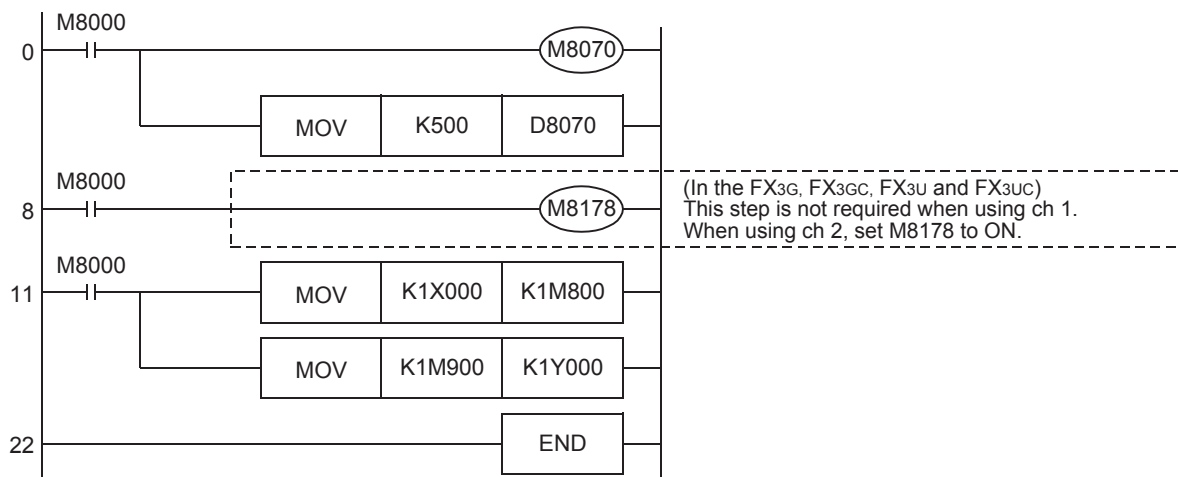 M8000
0 M8070
MOV K500 D8070
M8000
8 M8178
(In the FX3G, FX3GC, FX3U and FX3UC)
This step is not required when using ch 1.
When using ch 2, set M8178 to ON.
M8000
11 MOV K1X000 K1M800
MOV K1M900 K1Y000
22 END